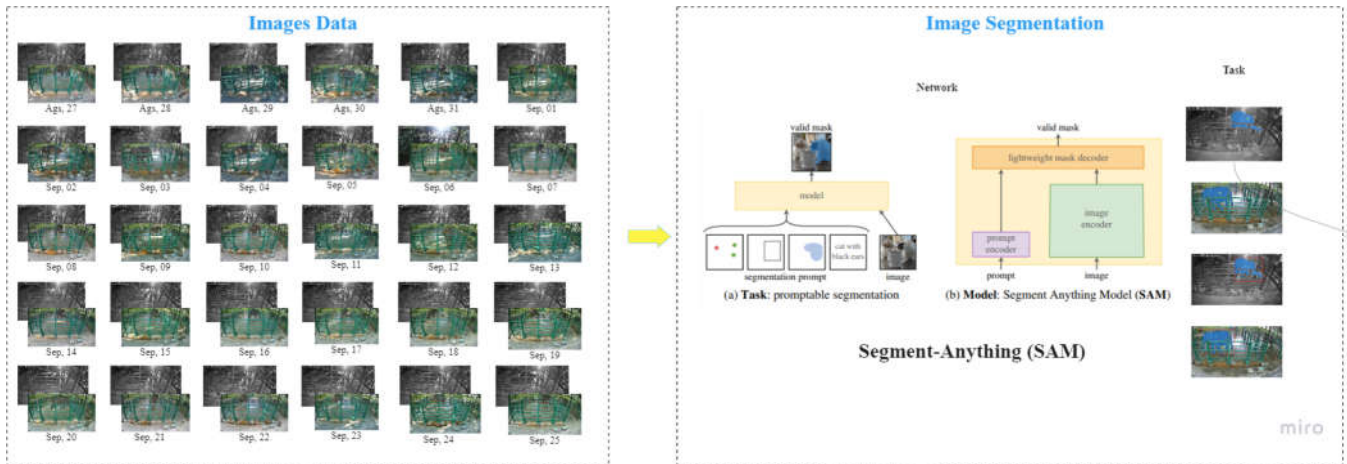 Images Data
Ags, 27
Ags, 28
Ags, 29
Ags, 30
Ags, 31
Sep, 01
Sep, 02
Sep, 03
Sep, 04
Sep, 05
Sep, 06
Sep, 07
Sep, 08
Sep, 09
Sep, 10
Sep, 11
Sep, 12
Sep, 13
Sep, 14
Sep, 15
Sep, 16
Sep, 17
Sep, 18
Sep, 19
Sep, 20
Sep, 21
Sep, 22
Sep, 23
Sep, 24
Sep, 25
Image Segmentation
Network
Task
valid mask
model
cat with
black ears
segmentation prompt
image
(a) Task: promptable segmentation
valid mask
lightweight mask decoder
image
encoder
prompt
encoder
prompt
image
(b) Model: Segment Anything Model (SAM)
Segment-Anything (SAM)
miro